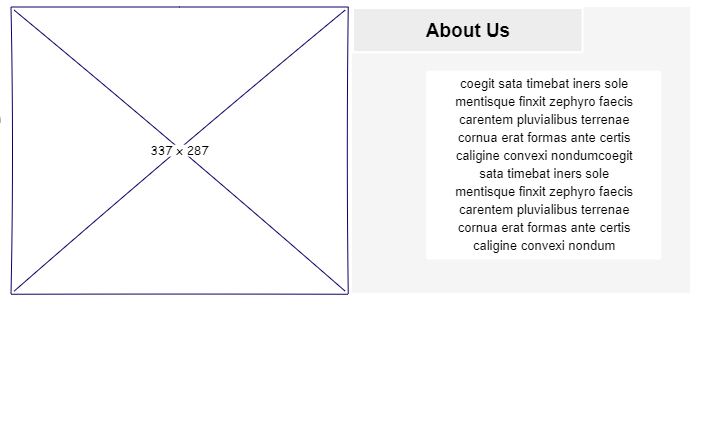 337 x 287
About Us
coegit sata timebat iners sole
mentisque finxit zephyro faecis
carentem pluvialibus terrenae
cornua erat formas ante certis
caligine convexi nondumcoegit
sata timebat iners sole
mentisque finxit zephyro faecis
carentem pluvialibus terrenae
cornua erat formas ante certis
caligine convexi nondum